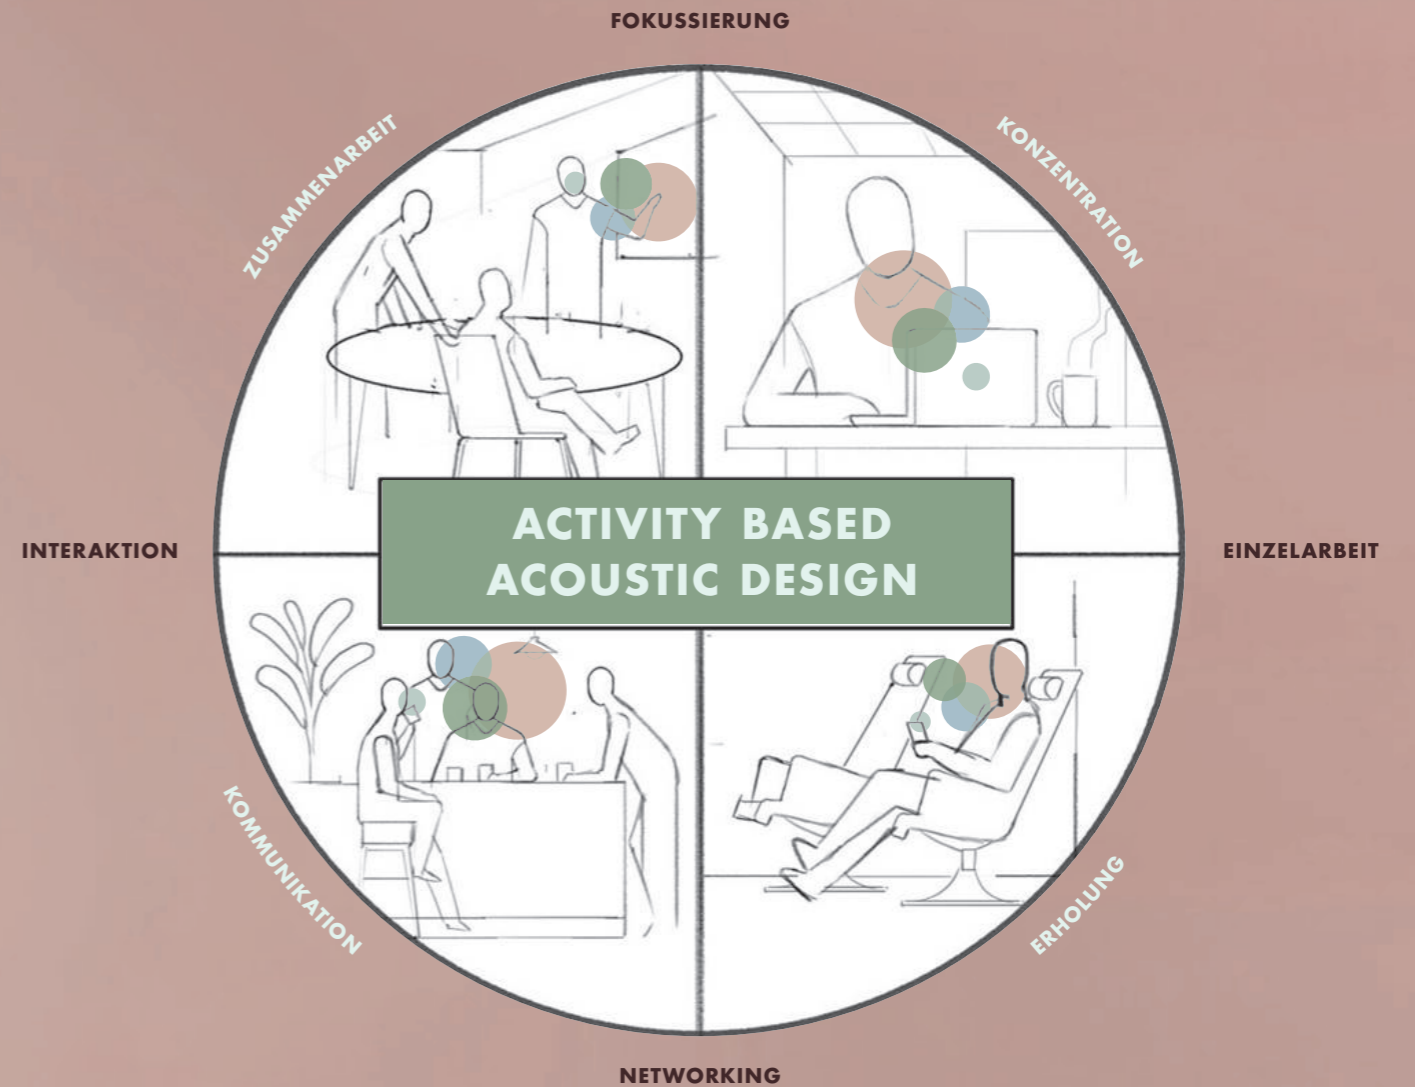 FOKUSSIERUNG
ZUSAMMENARBEIT
KONZENTRATION
ACTIVITY BASED
ACOUSTIC DESIGN
INTERAKTION
EINZELARBEIT
KOMMUNIKATION
ERHOLUNG
NETWORKING